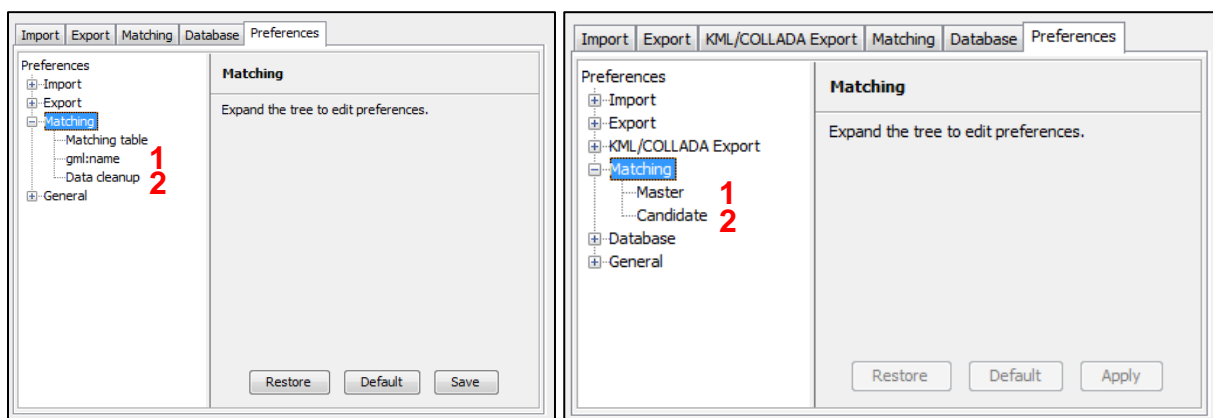 Import Export Matching Database Preferences
Preferences
Import
Export
Matching
Matching table
gml:name 1
Data cleanup 2
General
Matching
Expand the tree to edit preferences.
Restore Default Save
Import Export KML/COLLADA Export Matching Database Preferences
Preferences
Import
Export
KML/COLLADA Export
Matching
Master 1
Candidate 2
Database
General
Matching
Expand the tree to edit preferences.
Restore Default Apply